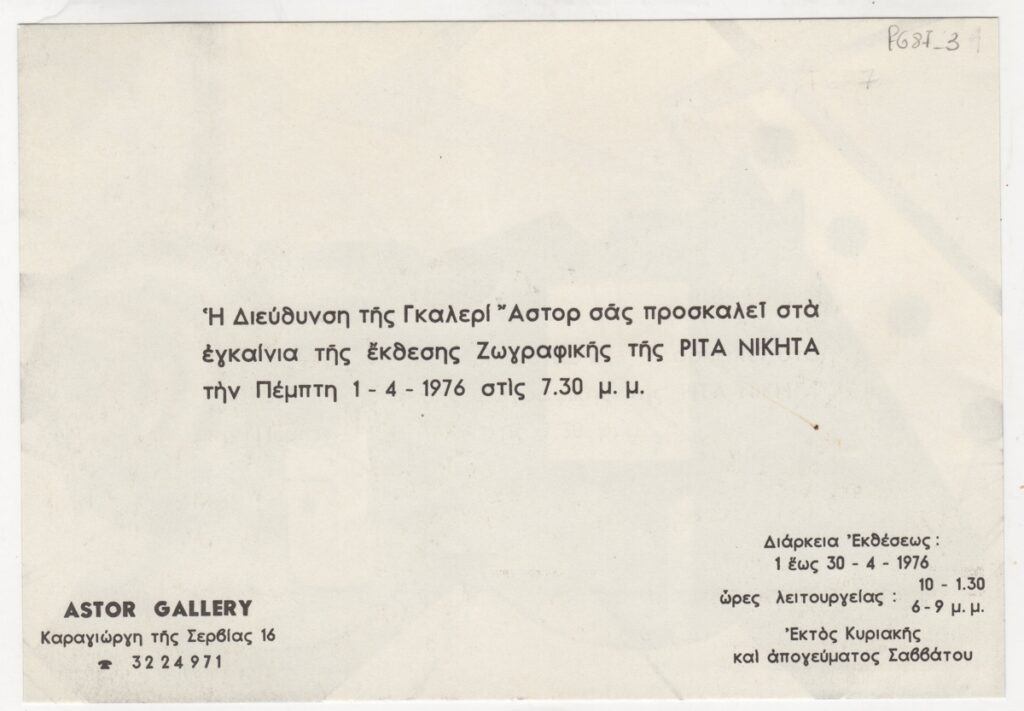 PG8I_3
Ἡ Διεύθυνση τῆς Γκαλερί Ἄστορ σᾶς προσκαλεῖ στὰ
ἐγκαίνια τῆς ἔκθεσης Ζωγραφικῆς τῆς ΡΙΤΑ ΝΙΚΗΤΑ
τὴν Πέμπτη 1 - 4 - 1976 στὶς 7.30 μ. μ.
Διάρκεια Ἐκθέσεως :
1 ἕως 30 - 4 - 1976
ὧρες λειτουργείας : 10 - 1.30
6 - 9 μ. μ.
Ἐκτὸς Κυριακῆς
καὶ ἀπογεύματος Σαββάτου
ASTOR GALLERY
Καραγιώργη τῆς Σερβίας 16
☎ 3224971